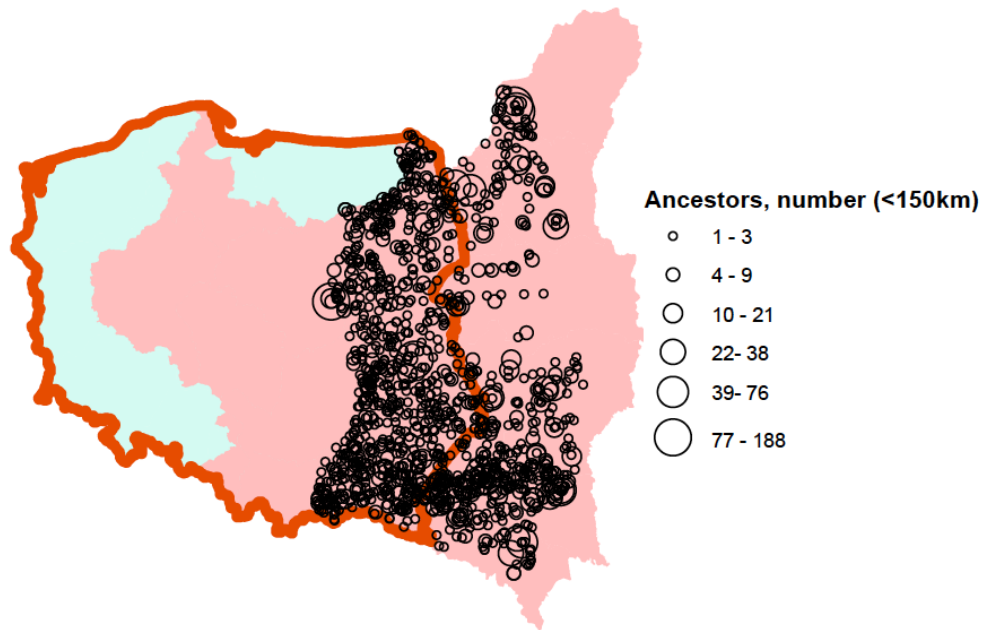 Ancestors, number (<150km)
1 - 3
4 - 9
10 - 21
22- 38
39- 76
77 - 188